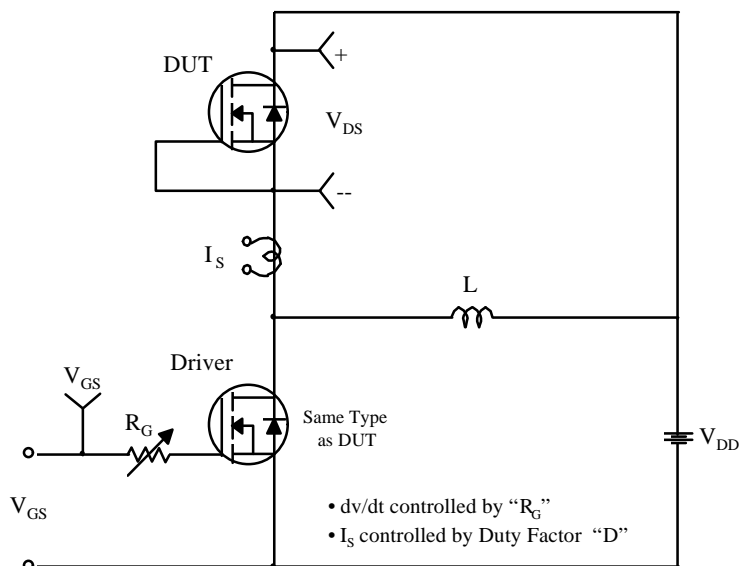 DUT
+
V_DS
--
I_S
L
Driver
V_GS
R_G
Same Type
as DUT
V_DD
V_GS
• dv/dt controlled by “R_G”
• I_S controlled by Duty Factor “D”